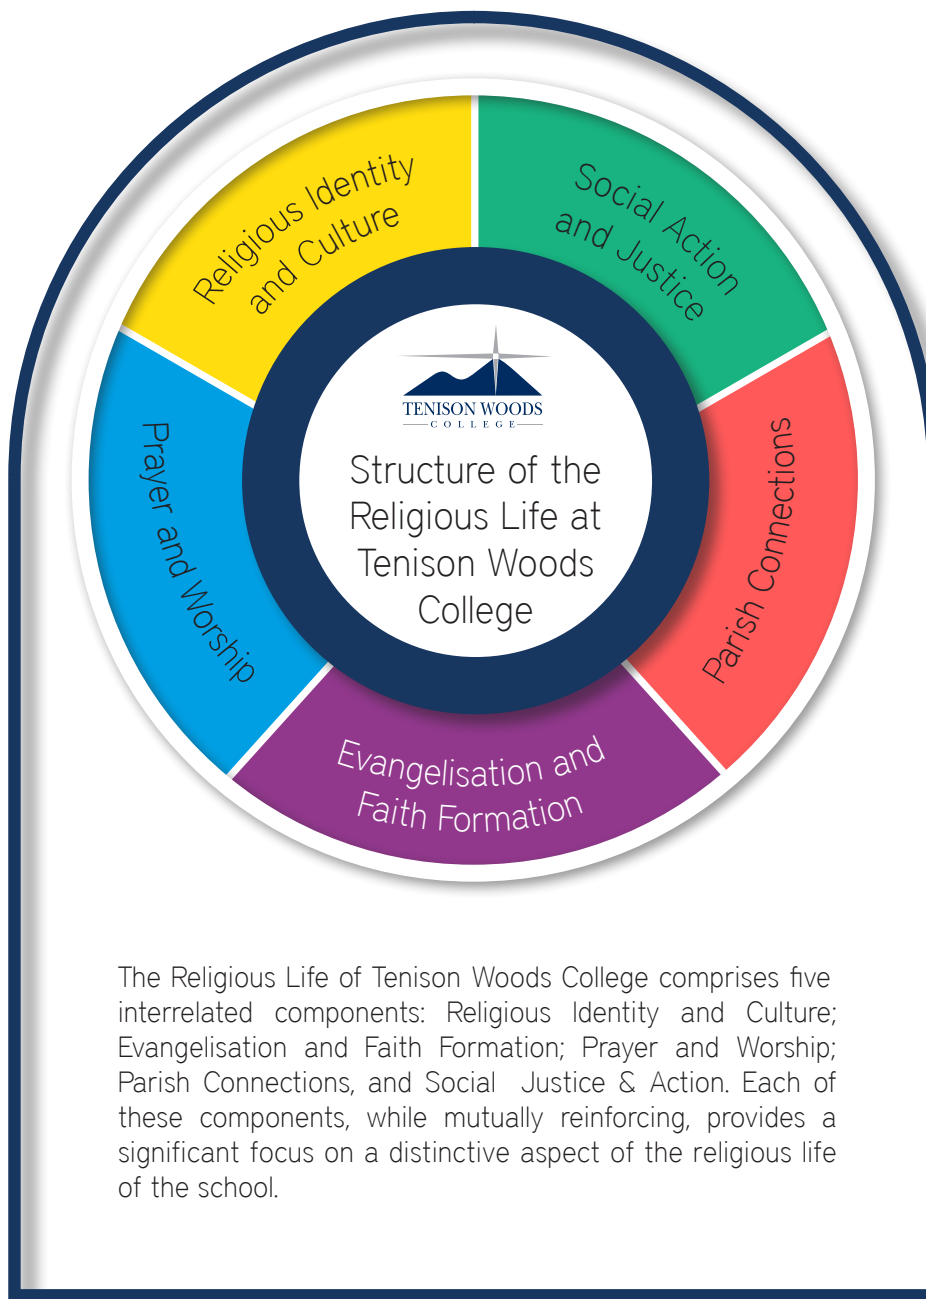 Religious Identity
and Culture
Social Action
and Justice
Parish Connections
Evangelisation and
Faith Formation
Prayer and Worship
TENISON WOODS
COLLEGE
Structure of the
Religious Life at
Tenison Woods
College
The Religious Life of Tenison Woods College comprises five
interrelated components: Religious Identity and Culture;
Evangelisation and Faith Formation; Prayer and Worship;
Parish Connections, and Social Justice & Action. Each of
these components, while mutually reinforcing, provides a
significant focus on a distinctive aspect of the religious life
of the school.